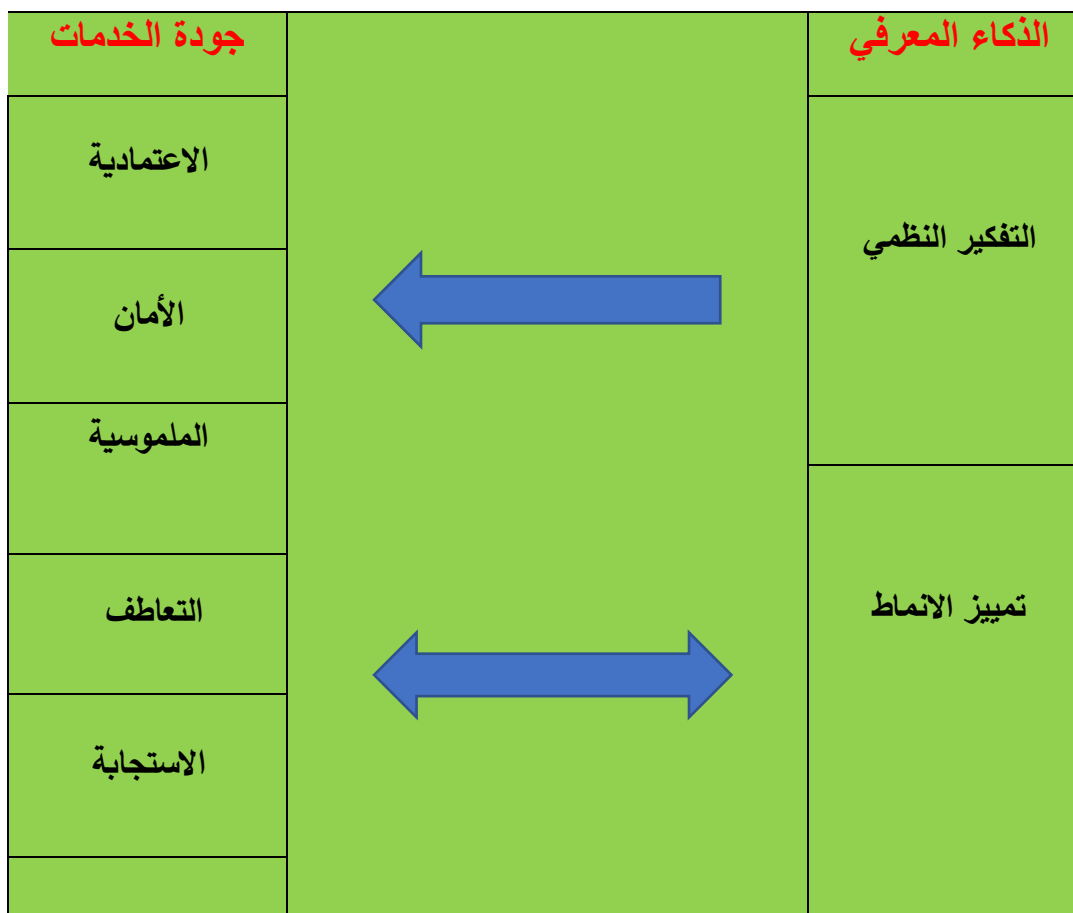 الذكاء المعرفي
جودة الخدمات
التفكير النظمي
تمييز الانماط
الاعتمادية
الأمان
الملموسية
التعاطف
الاستجابة